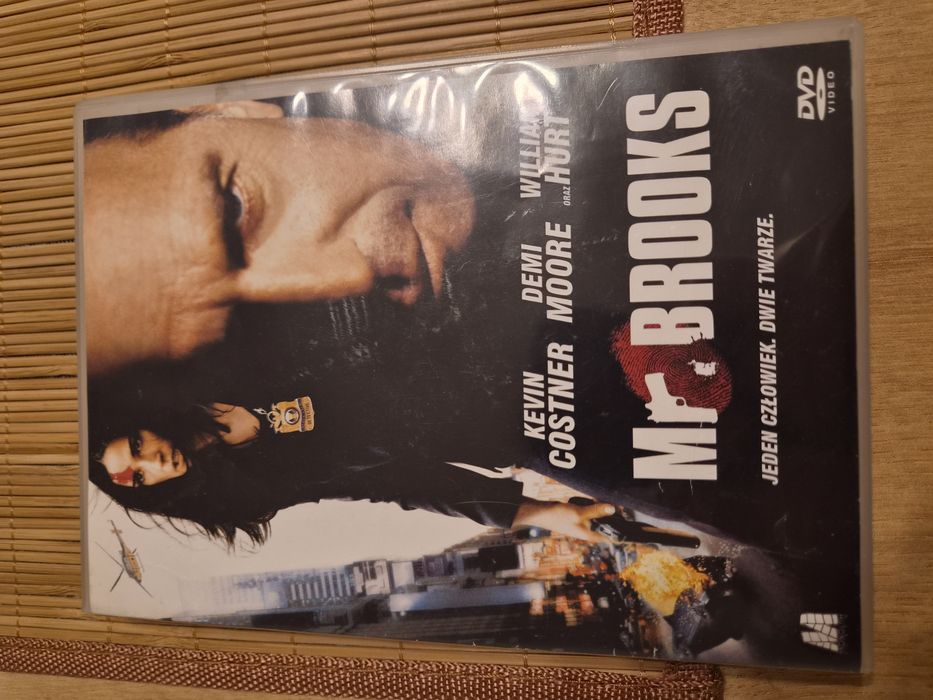 KEVIN
COSTNER
DEMI
MOORE
WILLIAM
ORAZ HURT
Mr BROOKS
JEDEN CZŁOWIEK. DWIE TWARZE.
DVD
VIDEO